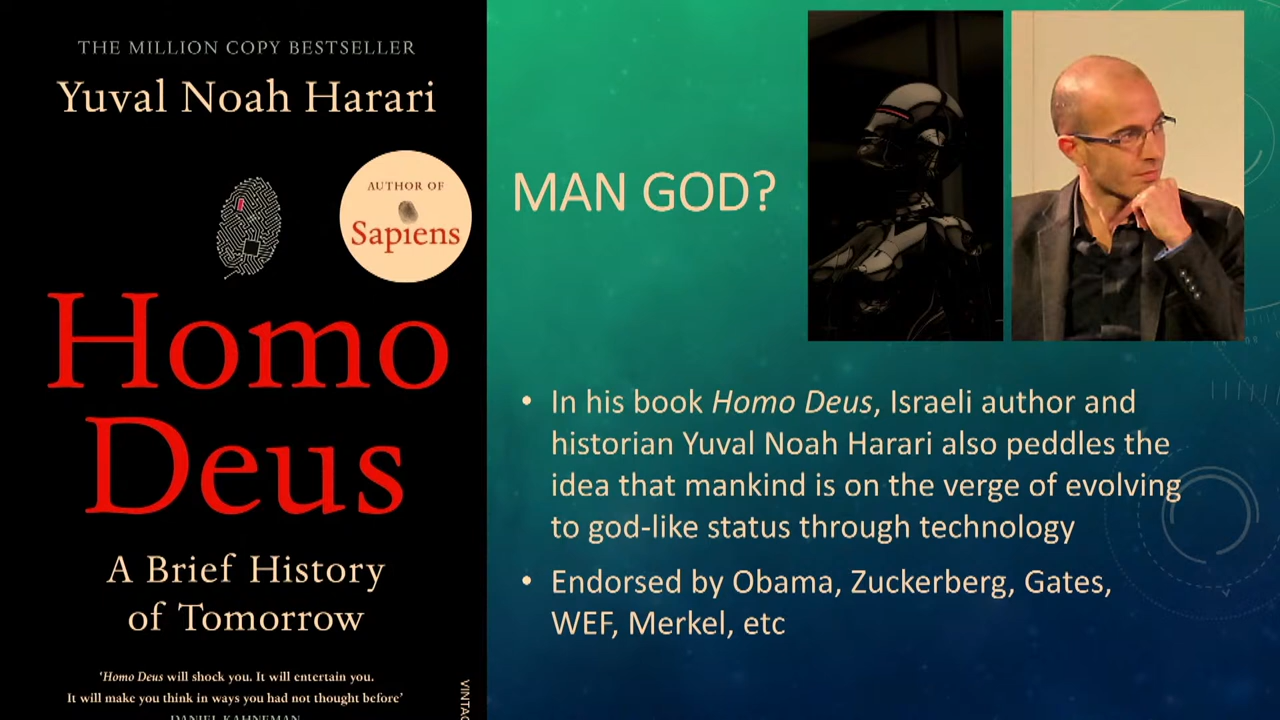 THE MILLION COPY BESTSELLER
Yuval Noah Harari
AUTHOR OF
Sapiens
Homo
Deus
A Brief History
of Tomorrow
‘Homo Deus will shock you. It will entertain you.
It will make you think in ways you had not thought before’
DANIEL KAHNEMAN
VINTAG
MAN GOD?
• In his book Homo Deus, Israeli author and
historian Yuval Noah Harari also peddles the
idea that mankind is on the verge of evolving
to god-like status through technology
• Endorsed by Obama, Zuckerberg, Gates,
WEF, Merkel, etc